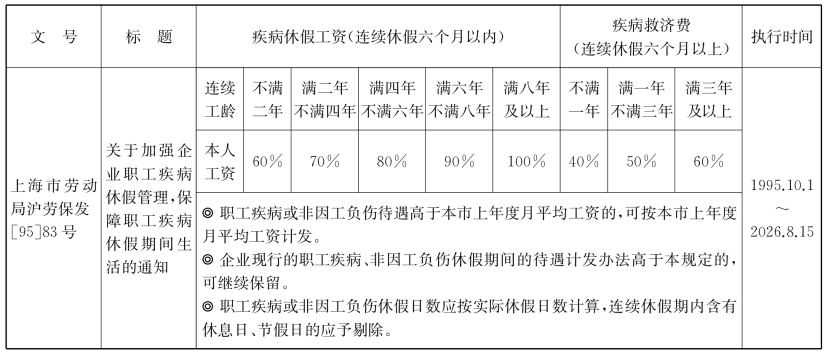 文 号
标 题
疾病休假工资(连续休假六个月以内)
疾病救济费
(连续休假六个月以上)
执行时间
上海市劳动
局沪劳保发
[95]83号
关于加强企
业职工疾病
休假管理,保
障职工疾病
休假期间生
活的通知
连续
工龄
不满
二年
满二年
不满四年
满四年
不满六年
满六年
不满八年
满八年
及以上
不满
一年
满一年
不满三年
满三年
及以上
本人
工资
60%
70%
80%
90%
100%
40%
50%
60%
◎ 职工疾病或非因工负伤待遇高于本市上年度月平均工资的,可按本市上年度
月平均工资计发。
◎ 企业现行的职工疾病、非因工负伤休假期间的待遇计发办法高于本规定的,
可继续保留。
◎ 职工疾病或非因工负伤休假日数应按实际休假日数计算,连续休假期内含有
休息日、节假日的应予剔除。
1995.10.1
~
2026.8.15